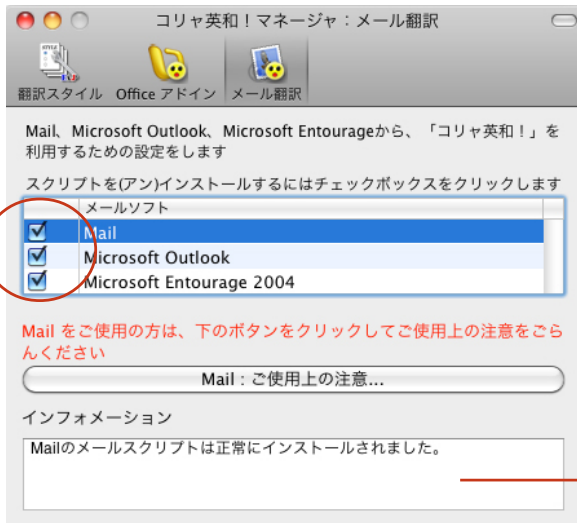 コリャ英和！マネージャ：メール翻訳
翻訳スタイル Office アドイン メール翻訳
Mail、Microsoft Outlook、Microsoft Entourageから、「コリャ英和！」を
利用するための設定をします
スクリプトを(アン)インストールするにはチェックボックスをクリックします
メールソフト
Mail
Microsoft Outlook
Microsoft Entourage 2004
Mail をご使用の方は、下のボタンをクリックしてご使用上の注意をごら
んください
Mail：ご使用上の注意...
インフォメーション
Mailのメールスクリプトは正常にインストールされました。